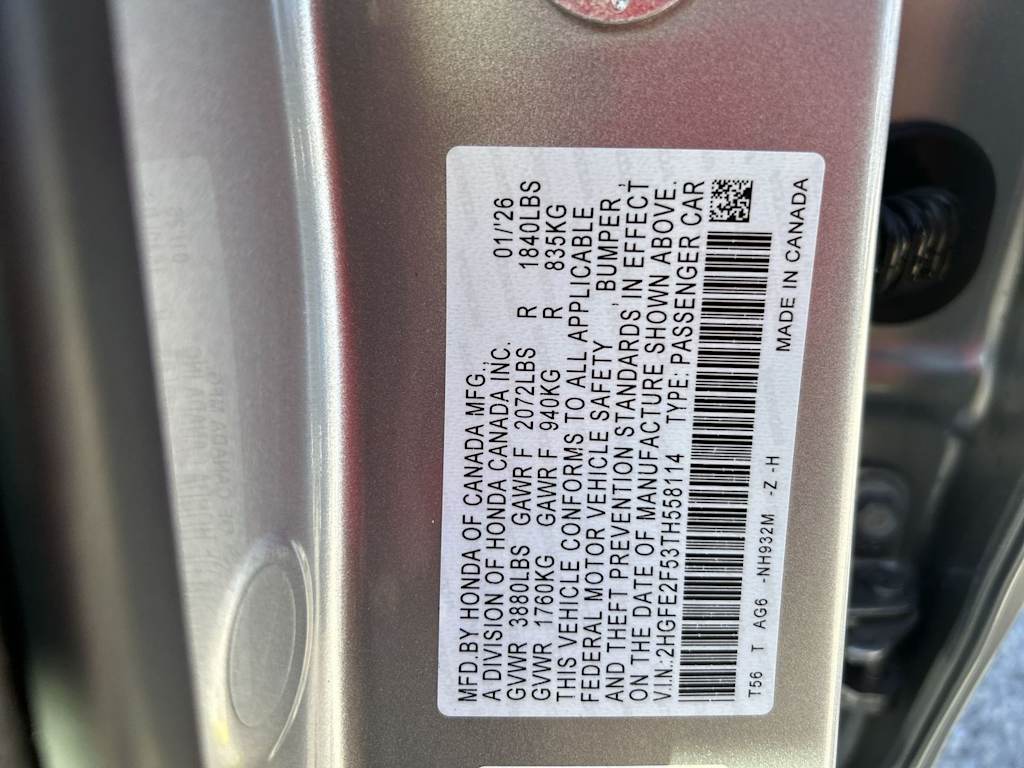 MFD.BY HONDA OF CANADA MFG., 01/'26
A DIVISION OF HONDA CANADA INC.
GVWR 3880LBS GAWR F 2072LBS R 1840LBS
GVWR 1760KG GAWR F 940KG R 835KG
THIS VEHICLE CONFORMS TO ALL APPLICABLE
FEDERAL MOTOR VEHICLE SAFETY , BUMPER ,
AND THEFT PREVENTION STANDARDS IN EFFECT
ON THE DATE OF MANUFACTURE SHOWN ABOVE.
V.I.N.:2HGFE2F53TH558114 TYPE: PASSENGER CAR
T56 T AG6 -NH932M -Z -H
MADE IN CANADA